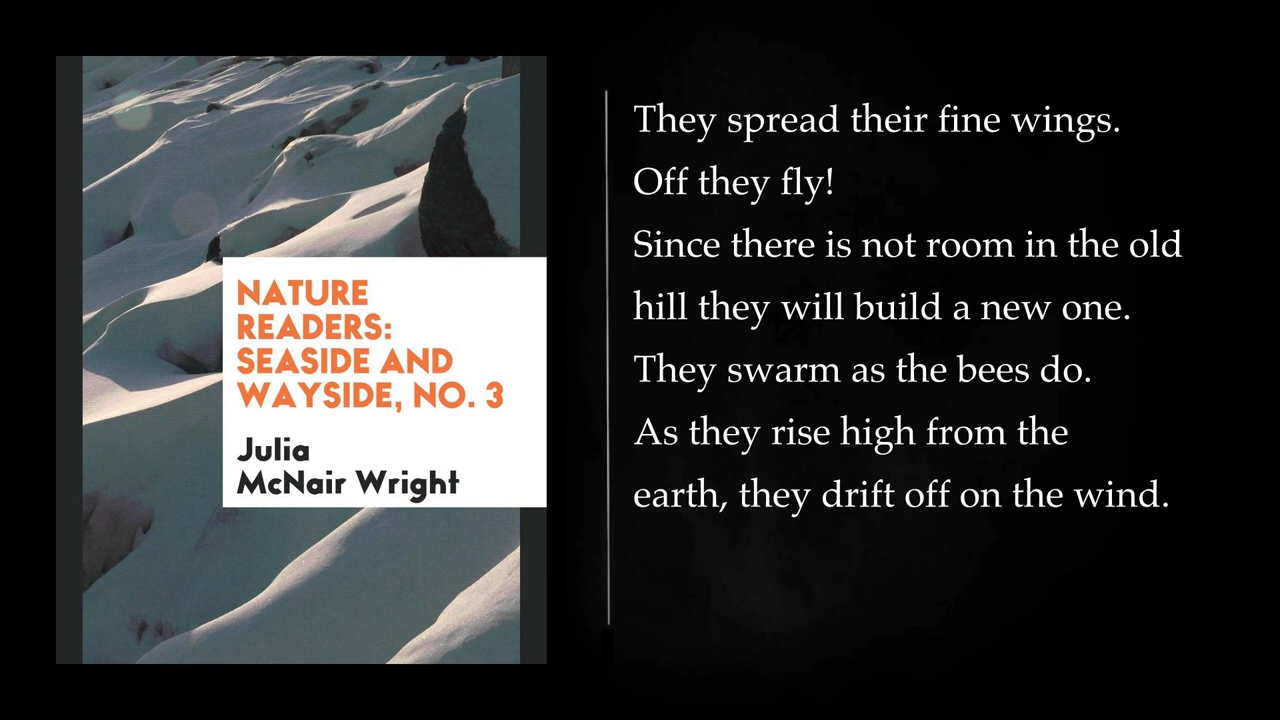 NATURE
READERS:
SEASIDE AND
WAYSIDE, NO. 3
Julia
McNair Wright
They spread their fine wings.
Off they fly!
Since there is not room in the old
hill they will build a new one.
They swarm as the bees do.
As they rise high from the
earth, they drift off on the wind.